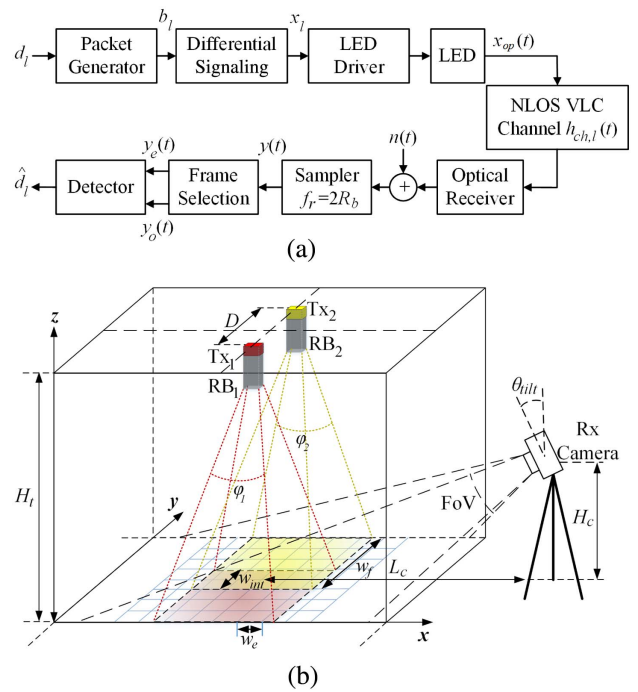 d_l
Packet Generator
b_l
Differential Signaling
x_l
LED Driver
LED
x_op(t)
NLOS VLC Channel h_ch,l(t)
Optical Receiver
n(t)
+
Sampler f_r=2R_b
y(t)
Frame Selection
y_e(t)
y_o(t)
Detector
d̂_l
(a)
z
D
Tx_2
Tx_1
RB_2
RB_1
θ_tilt
φ_2
Rx Camera
H_t
y
φ_1
FoV
H_c
w_int
w_f
L_c
w_e
x
(b)